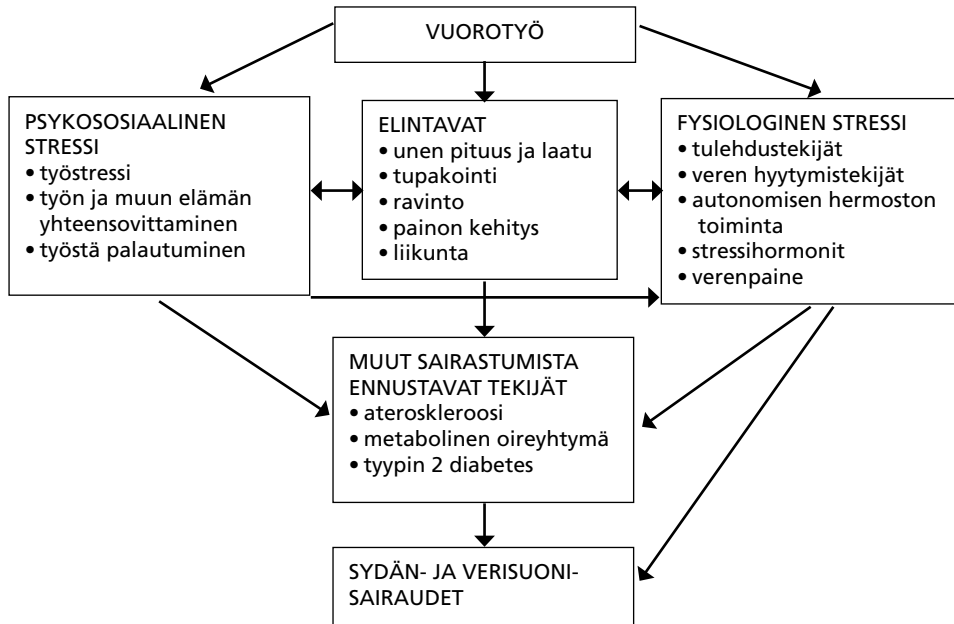 VUOROTYÖ
PSYKOSOSIAALINEN
STRESSI
• työstressi
• työn ja muun elämän
yhteensovittaminen
• työstä palautuminen
ELINTAVAT
• unen pituus ja laatu
• tupakointi
• ravinto
• painon kehitys
• liikunta
FYSIOLOGINEN STRESSI
• tulehdustekijät
• veren hyytymistekijät
• autonomisen hermoston
toiminta
• stressihormonit
• verenpaine
MUUT SAIRASTUMISTA
ENNUSTAVAT TEKIJÄT
• ateroskleroosi
• metabolinen oireyhtymä
• tyypin 2 diabetes
SYDÄN- JA VERISUONI-
SAIRAUDET